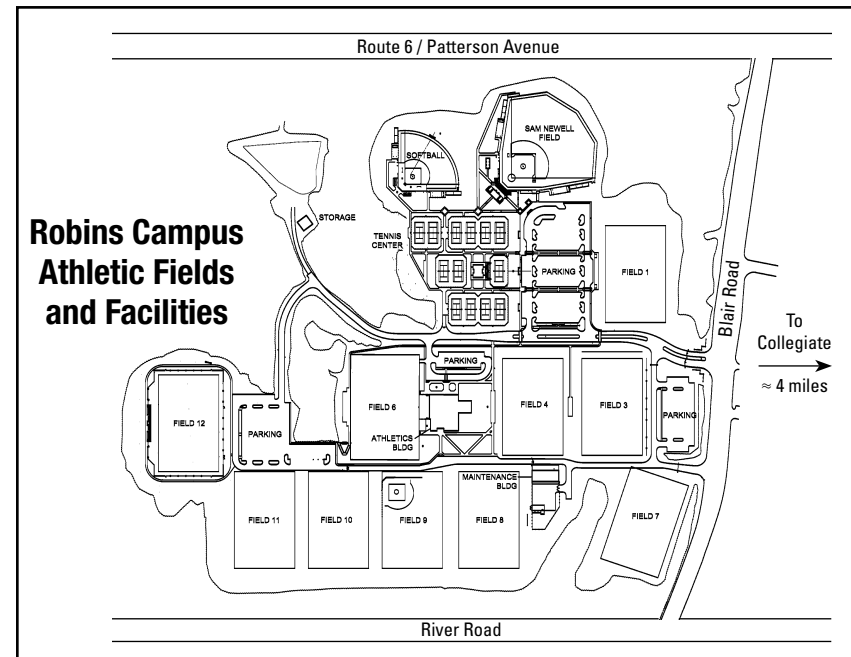 Route 6 / Patterson Avenue
SAM NEWELL
FIELD
SOFTBALL
STORAGE
Robins Campus
Athletic Fields
and Facilities
TENNIS
CENTER
PARKING
FIELD 1
Blair Road
To
Collegiate
≈ 4 miles
PARKING
FIELD 12
FIELD 6
FIELD 4
FIELD 3
PARKING
PARKING
ATHLETICS
BLDG
MAINTENANCE
BLDG
FIELD 11
FIELD 10
FIELD 9
FIELD 8
FIELD 7
River Road